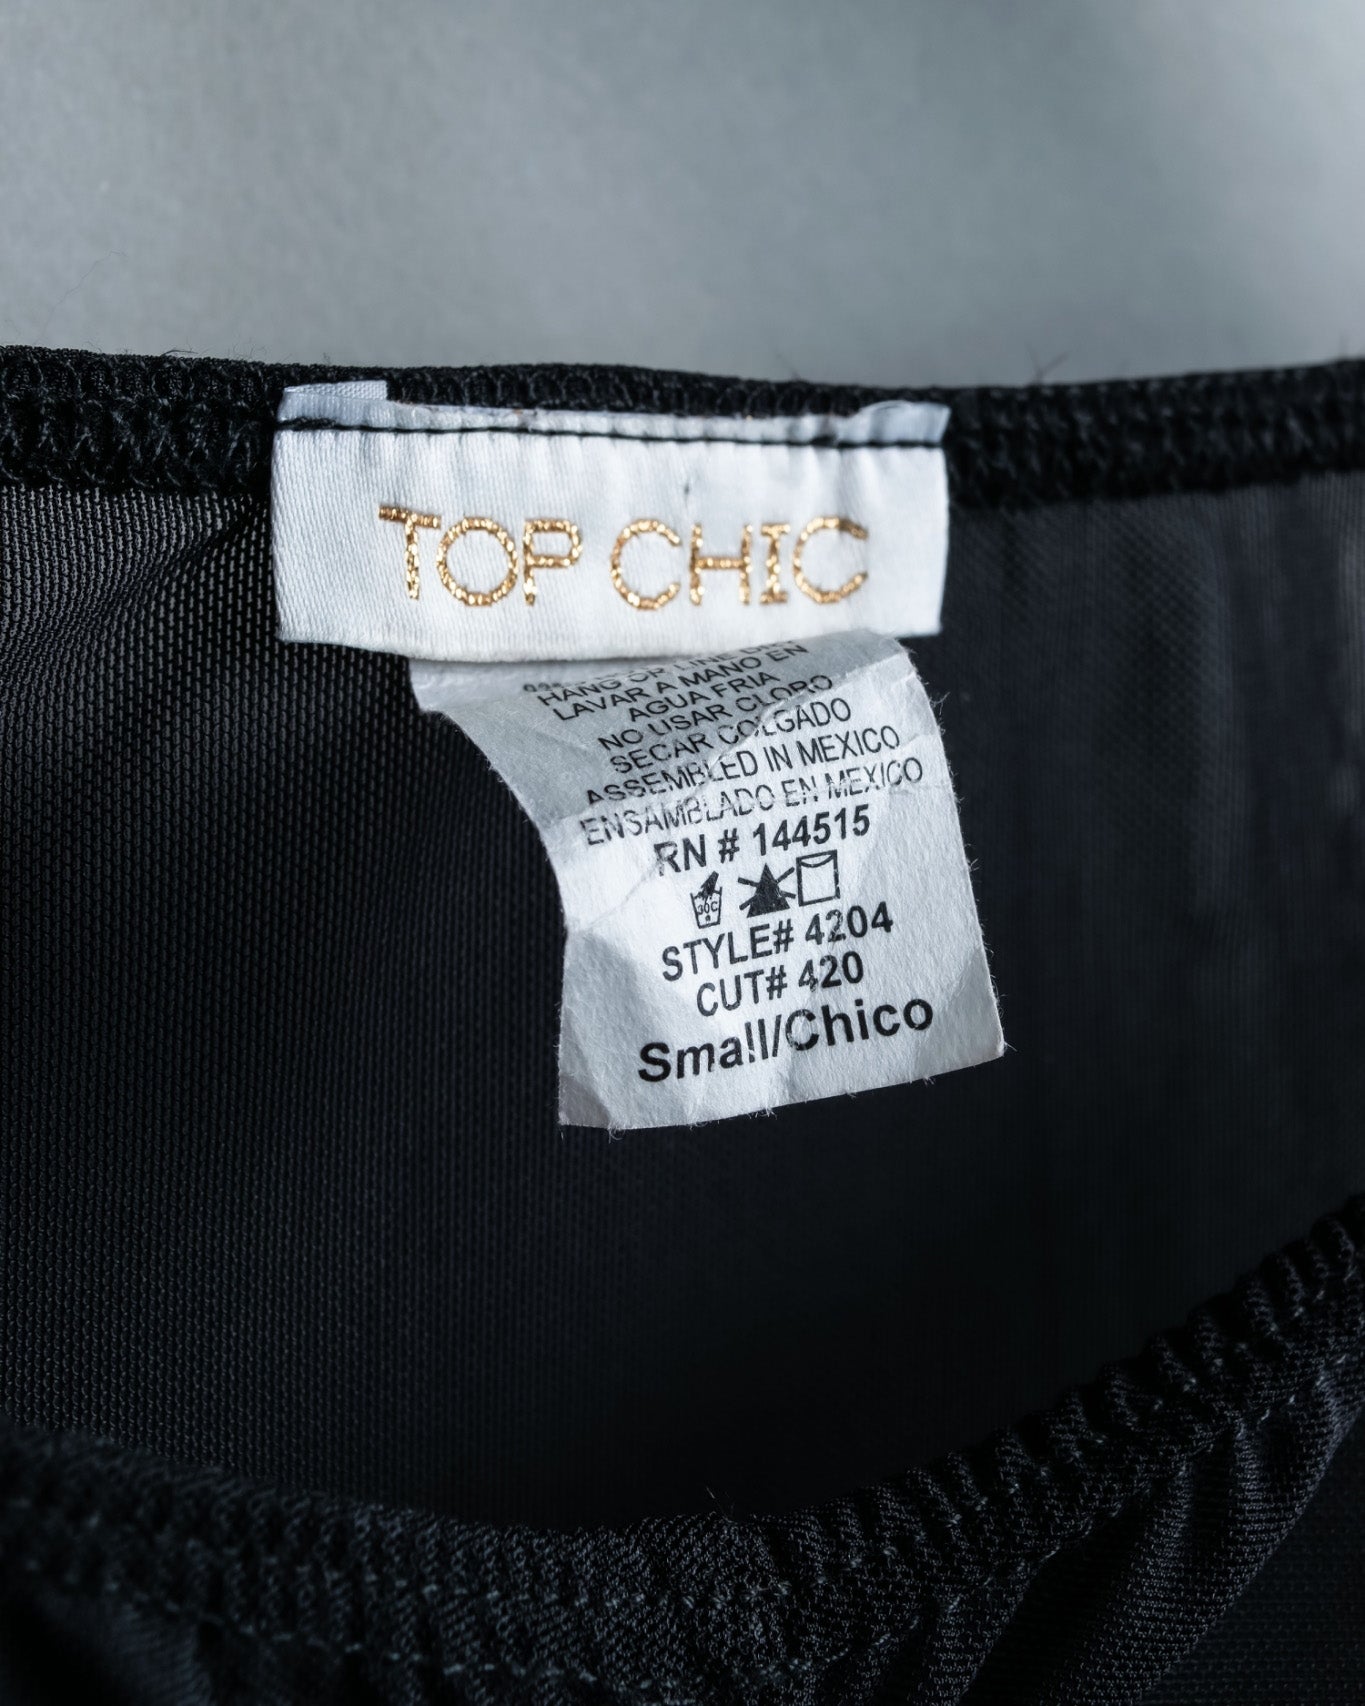 TOP CHIC
HANG OR LINE DRY
LAVAR A MANO EN
AGUA FRIA
NO USAR CLORO
SECAR COLGADO
ASSEMBLED IN MEXICO
ENSAMBLADO EN MEXICO
RN # 144515
30C
STYLE# 4204
CUT# 420
Small/Chico